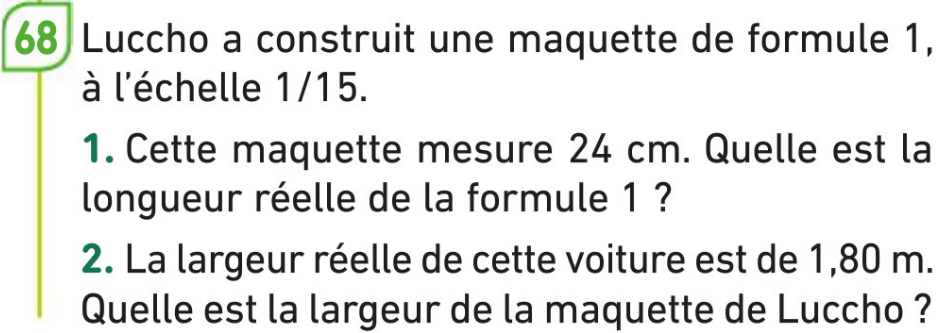 68 Luccho a construit une maquette de formule 1,
à l'échelle 1/15.
1. Cette maquette mesure 24 cm. Quelle est la
longueur réelle de la formule 1 ?
2. La largeur réelle de cette voiture est de 1,80 m.
Quelle est la largeur de la maquette de Luccho ?